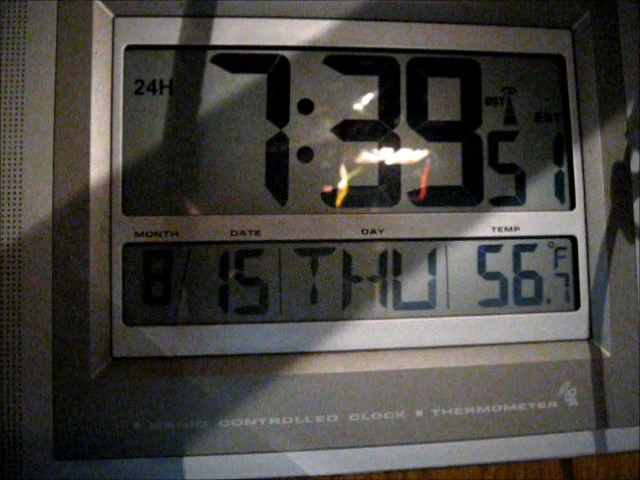 24H 7:39 51
DST EST
MONTH DATE DAY TEMP
8/ 15 THU 56.7 °F
RADIO CONTROLLED CLOCK THERMOMETER